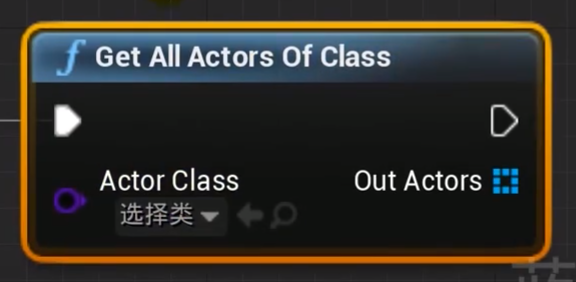 f Get All Actors Of Class
Actor Class
Out Actors
选择类